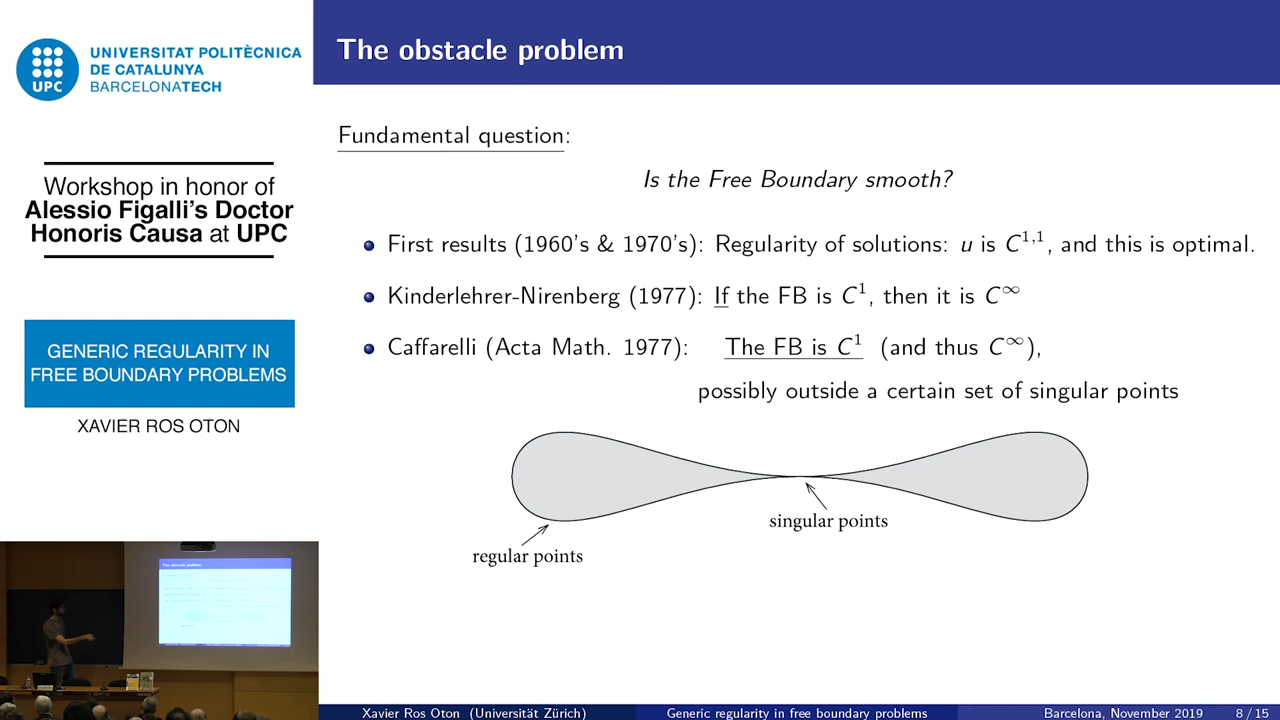 UNIVERSITAT POLITÈCNICA
DE CATALUNYA
BARCELONATECH
UPC
Workshop in honor of
Alessio Figalli's Doctor
Honoris Causa at UPC
GENERIC REGULARITY IN
FREE BOUNDARY PROBLEMS
XAVIER ROS OTON
The obstacle problem
Fundamental question:
Is the Free Boundary smooth?
First results (1960's & 1970's): Regularity of solutions: u is C^{1,1}, and this is optimal.
Kinderlehrer-Nirenberg (1977): If the FB is C^1, then it is C^∞
Caffarelli (Acta Math. 1977): The FB is C^1 (and thus C^∞),
possibly outside a certain set of singular points
singular points
regular points
The obstacle problem
Xavier Ros Oton (Universität Zürich) Generic regularity in free boundary problems Barcelona, November 2019 8 / 15